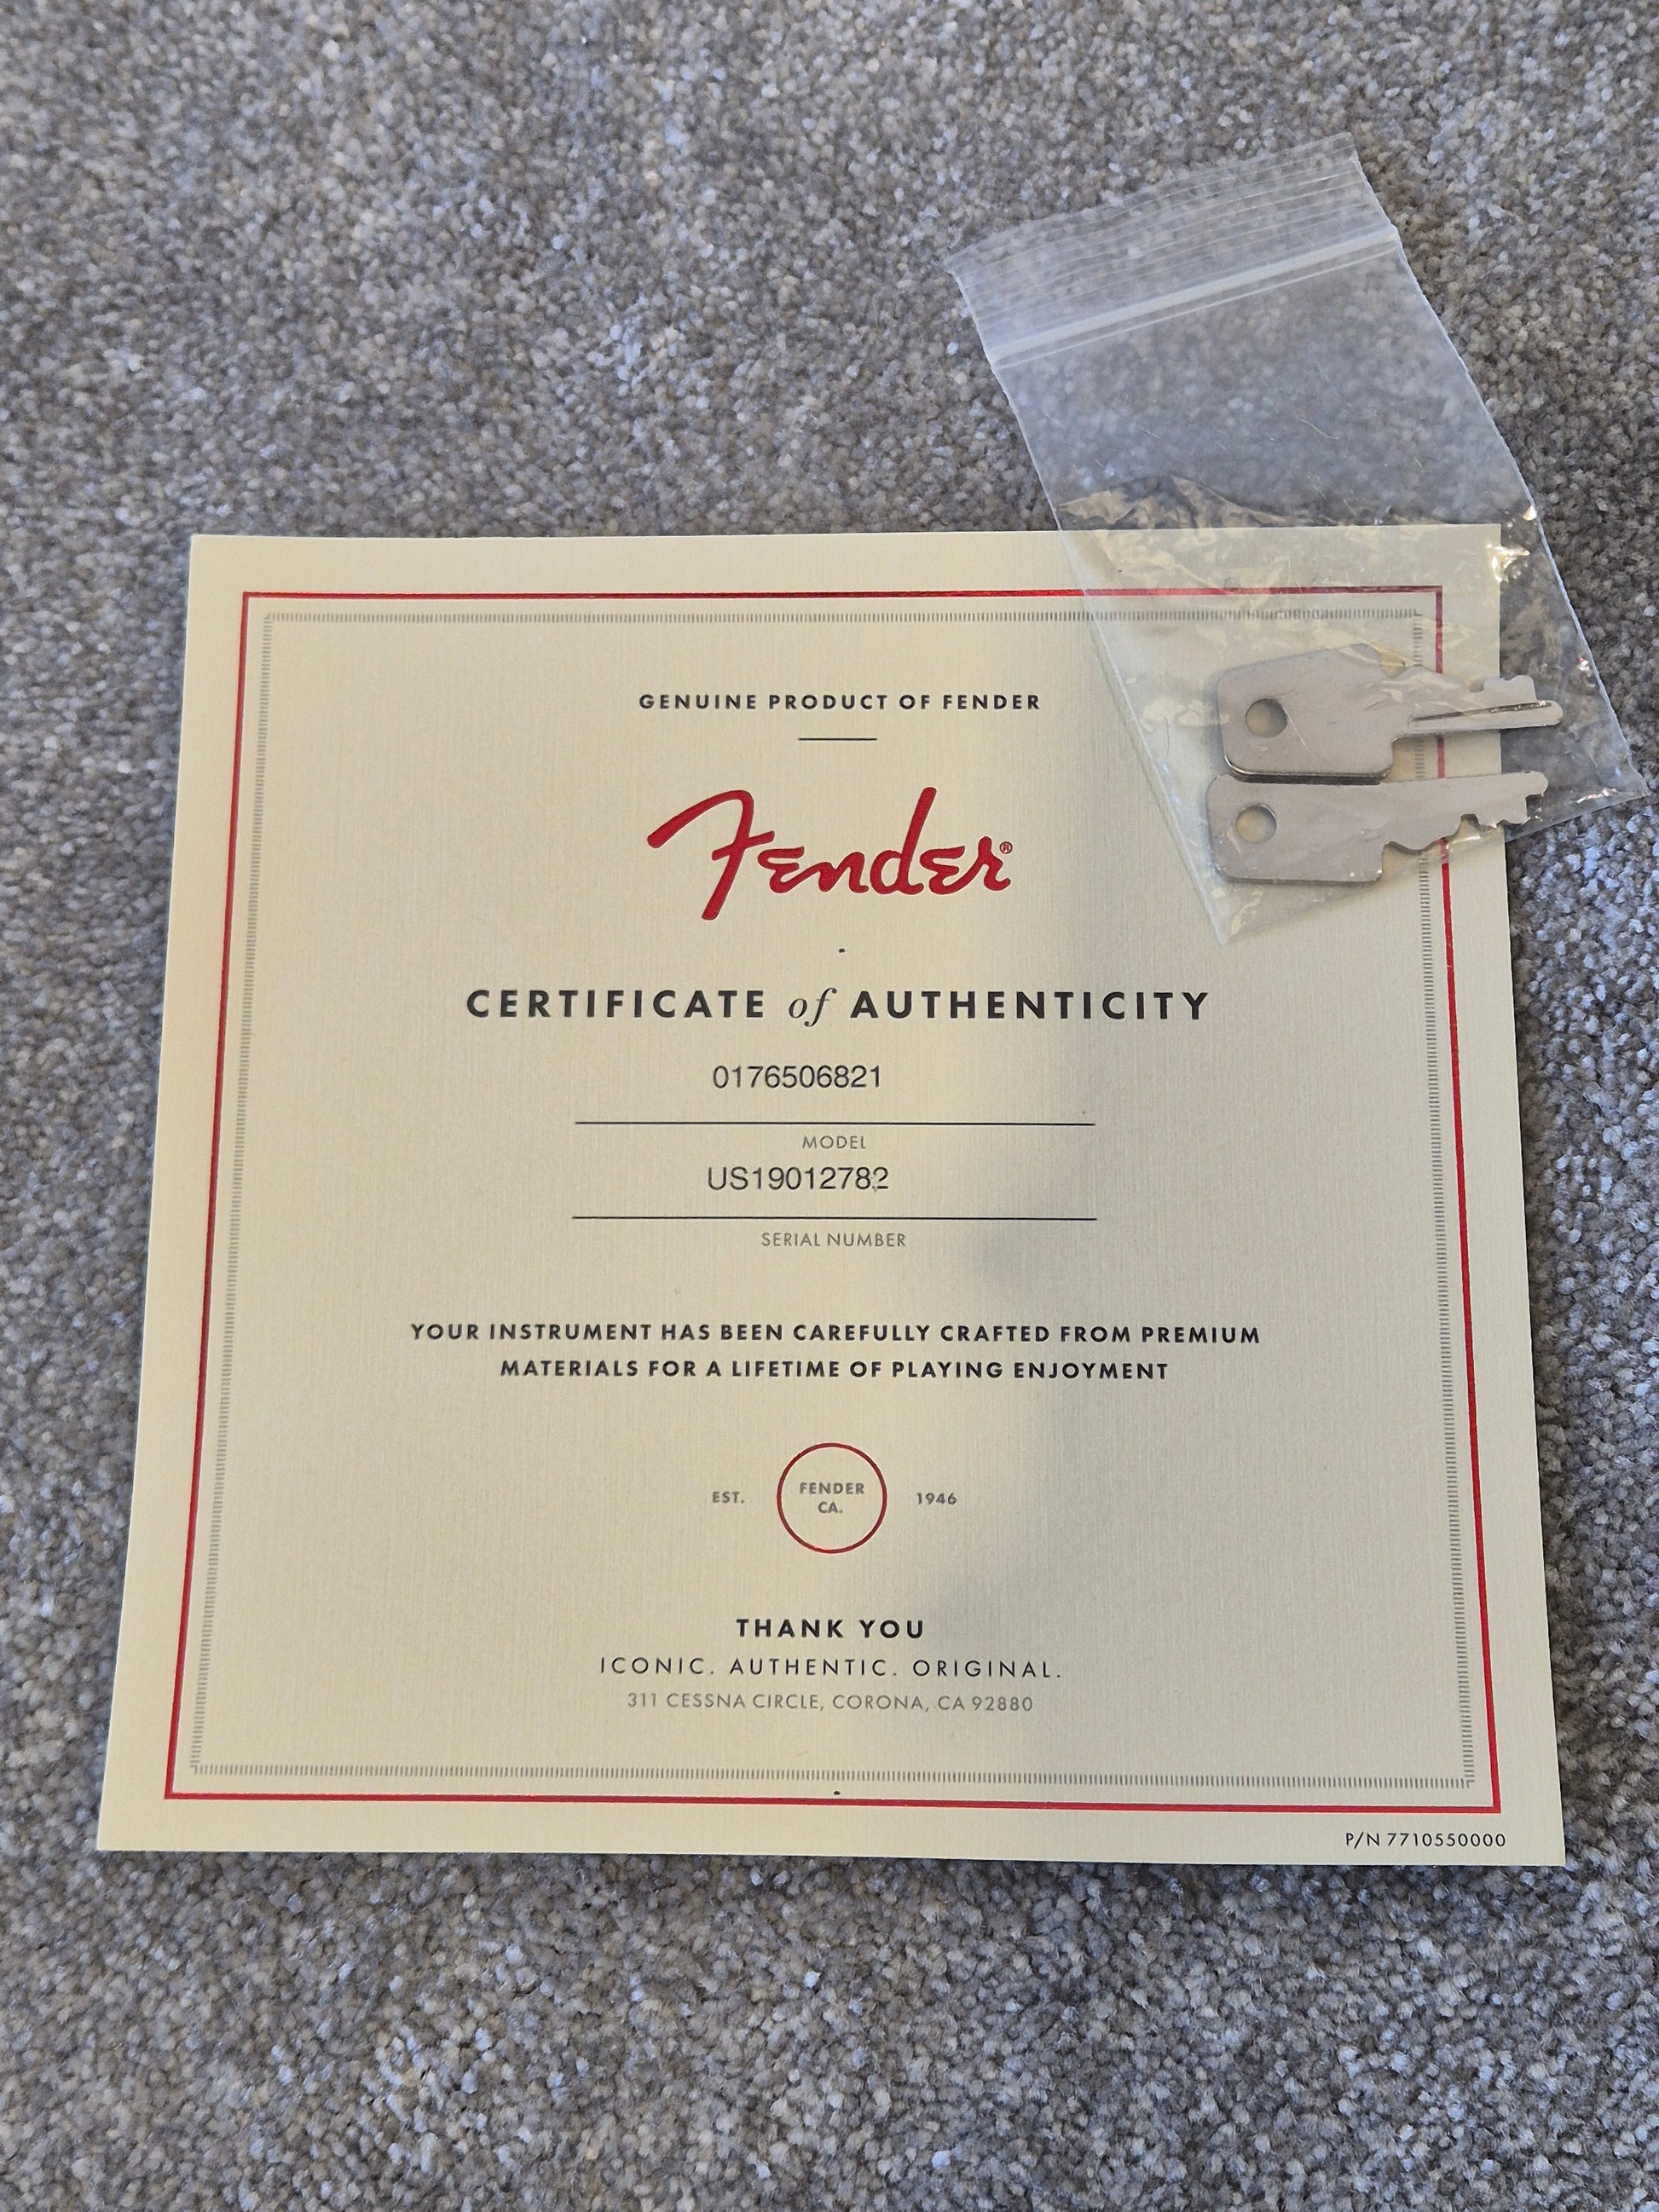 GENUINE PRODUCT OF FENDER
Fender®
CERTIFICATE of AUTHENTICITY
0176506821
MODEL
US19012782
SERIAL NUMBER
YOUR INSTRUMENT HAS BEEN CAREFULLY CRAFTED FROM PREMIUM
MATERIALS FOR A LIFETIME OF PLAYING ENJOYMENT
EST. FENDER CA. 1946
THANK YOU
ICONIC. AUTHENTIC. ORIGINAL.
311 CESSNA CIRCLE, CORONA, CA 92880
P/N 7710550000